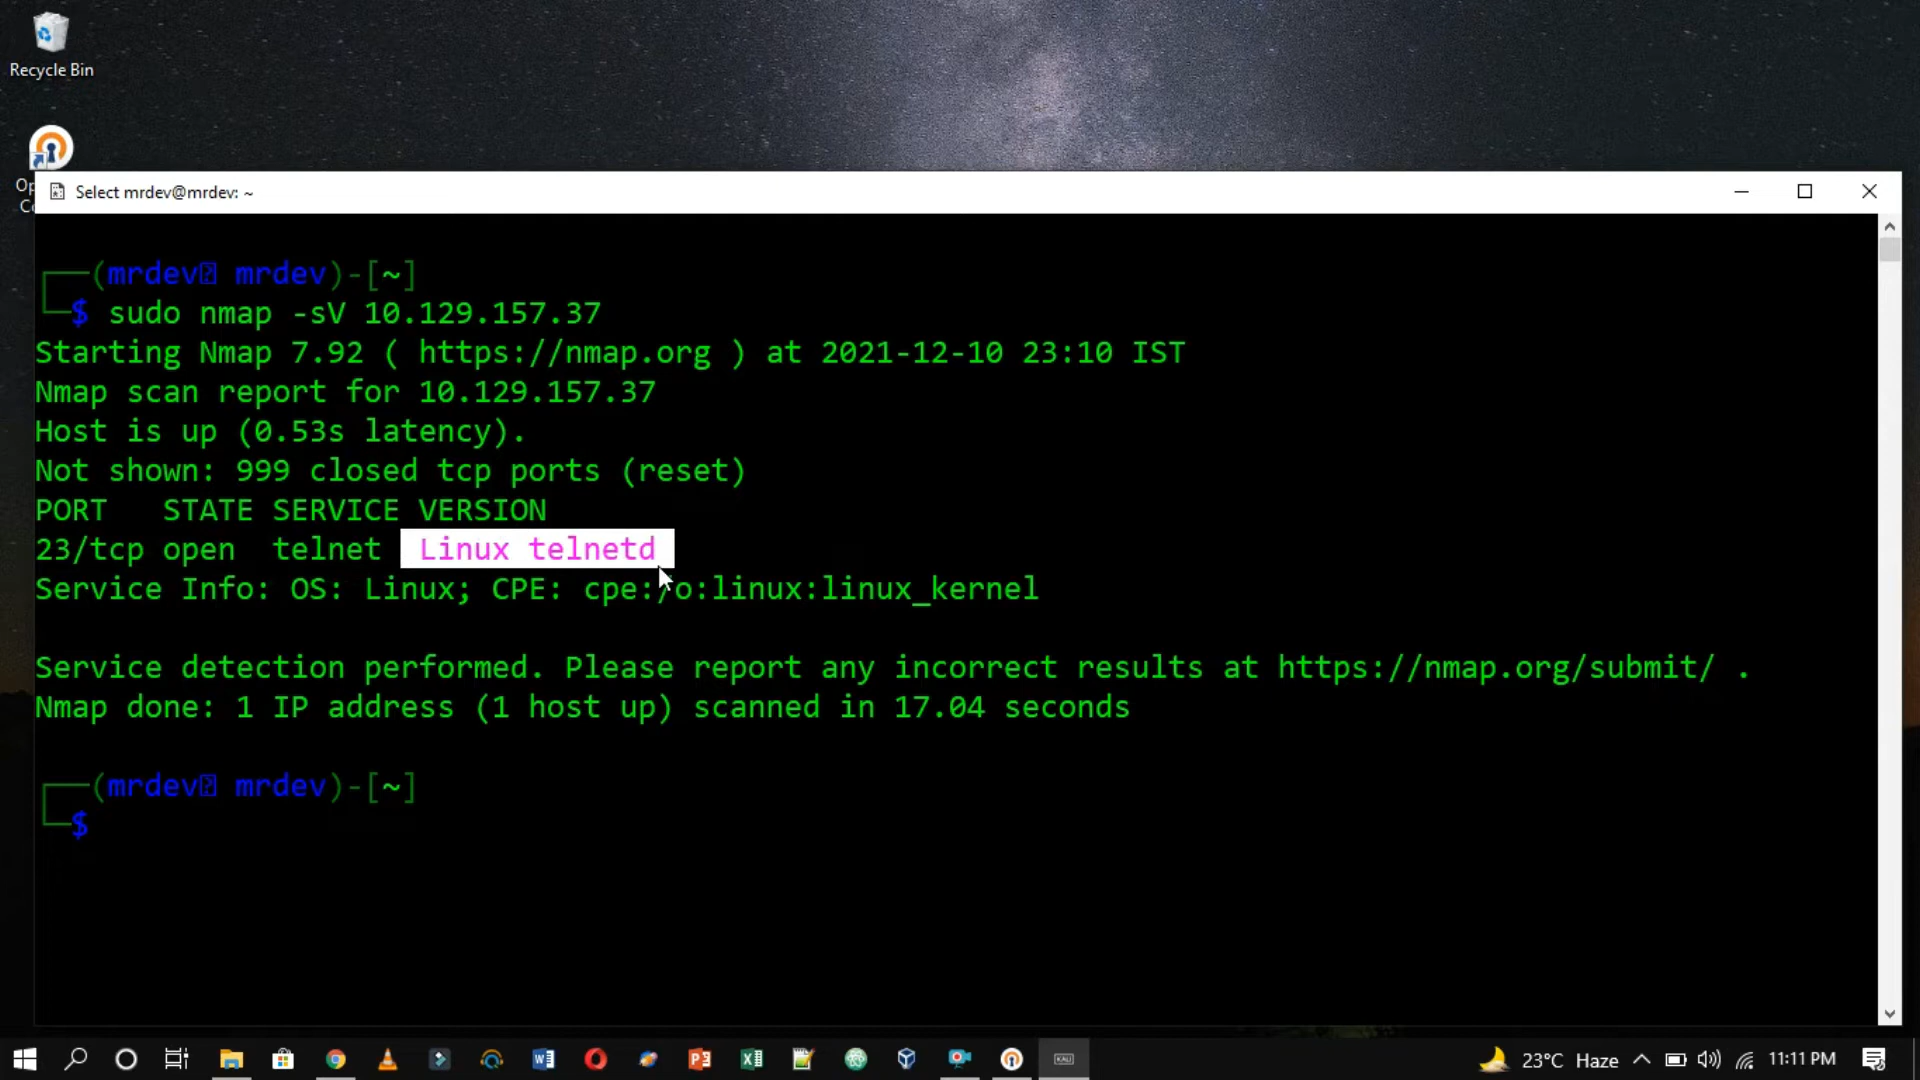 Recycle Bin
Op
Co
Select mrdev@mrdev: ~
(mrdev mrdev)-[~]
$ sudo nmap -sV 10.129.157.37
Starting Nmap 7.92 ( https://nmap.org ) at 2021-12-10 23:10 IST
Nmap scan report for 10.129.157.37
Host is up (0.53s latency).
Not shown: 999 closed tcp ports (reset)
PORT   STATE SERVICE VERSION
23/tcp open  telnet  Linux telnetd
Service Info: OS: Linux; CPE: cpe:/o:linux:linux_kernel
Service detection performed. Please report any incorrect results at https://nmap.org/submit/ .
Nmap done: 1 IP address (1 host up) scanned in 17.04 seconds
(mrdev mrdev)-[~]
$
23°C Haze 11:11 PM